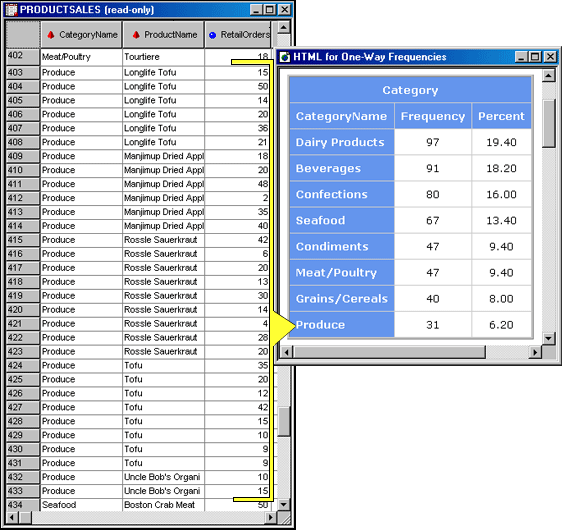 PRODUCTSALES (read-only)
CategoryName ProductName RetailOrders
402 Meat/Poultry Tourtiere 18
403 Produce Longlife Tofu 15
404 Produce Longlife Tofu 50
405 Produce Longlife Tofu 14
406 Produce Longlife Tofu 20
407 Produce Longlife Tofu 36
408 Produce Longlife Tofu 21
409 Produce Manjimup Dried Appl 18
410 Produce Manjimup Dried Appl 20
411 Produce Manjimup Dried Appl 48
412 Produce Manjimup Dried Appl 2
413 Produce Manjimup Dried Appl 35
414 Produce Manjimup Dried Appl 40
415 Produce Rossle Sauerkraut 42
416 Produce Rossle Sauerkraut 6
417 Produce Rossle Sauerkraut 20
418 Produce Rossle Sauerkraut 13
419 Produce Rossle Sauerkraut 30
420 Produce Rossle Sauerkraut 14
421 Produce Rossle Sauerkraut 4
422 Produce Rossle Sauerkraut 28
423 Produce Rossle Sauerkraut 20
424 Produce Tofu 35
425 Produce Tofu 20
426 Produce Tofu 12
427 Produce Tofu 42
428 Produce Tofu 15
429 Produce Tofu 10
430 Produce Tofu 9
431 Produce Tofu 9
432 Produce Uncle Bob's Organi 10
433 Produce Uncle Bob's Organi 15
434 Seafood Boston Crab Meat 50
HTML for One-Way Frequencies
Category
CategoryName Frequency Percent
Dairy Products 97 19.40
Beverages 91 18.20
Confections 80 16.00
Seafood 67 13.40
Condiments 47 9.40
Meat/Poultry 47 9.40
Grains/Cereals 40 8.00
Produce 31 6.20